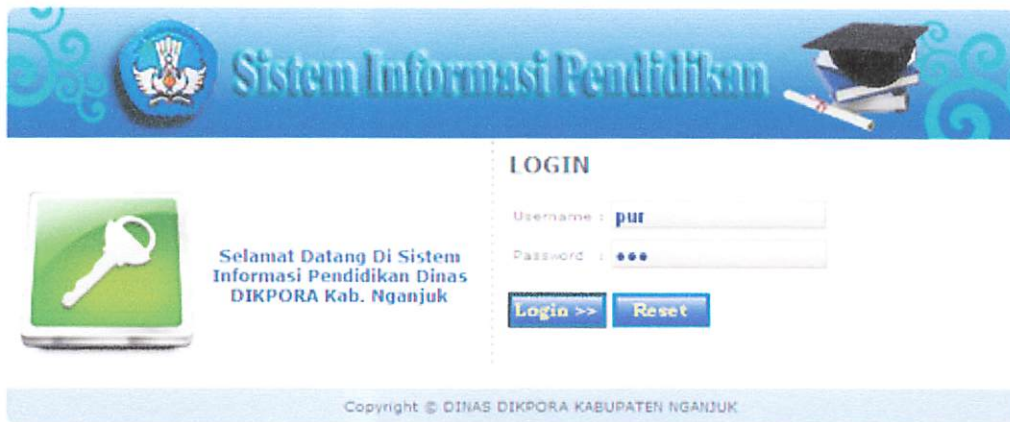 Sistem Informasi Pendidikan
LOGIN
Username : pur
Password : •••
Selamat Datang Di Sistem
Informasi Pendidikan Dinas
DIKPORA Kab. Nganjuk
Login >> Reset
Copyright © DINAS DIKPORA KABUPATEN NGANJUK